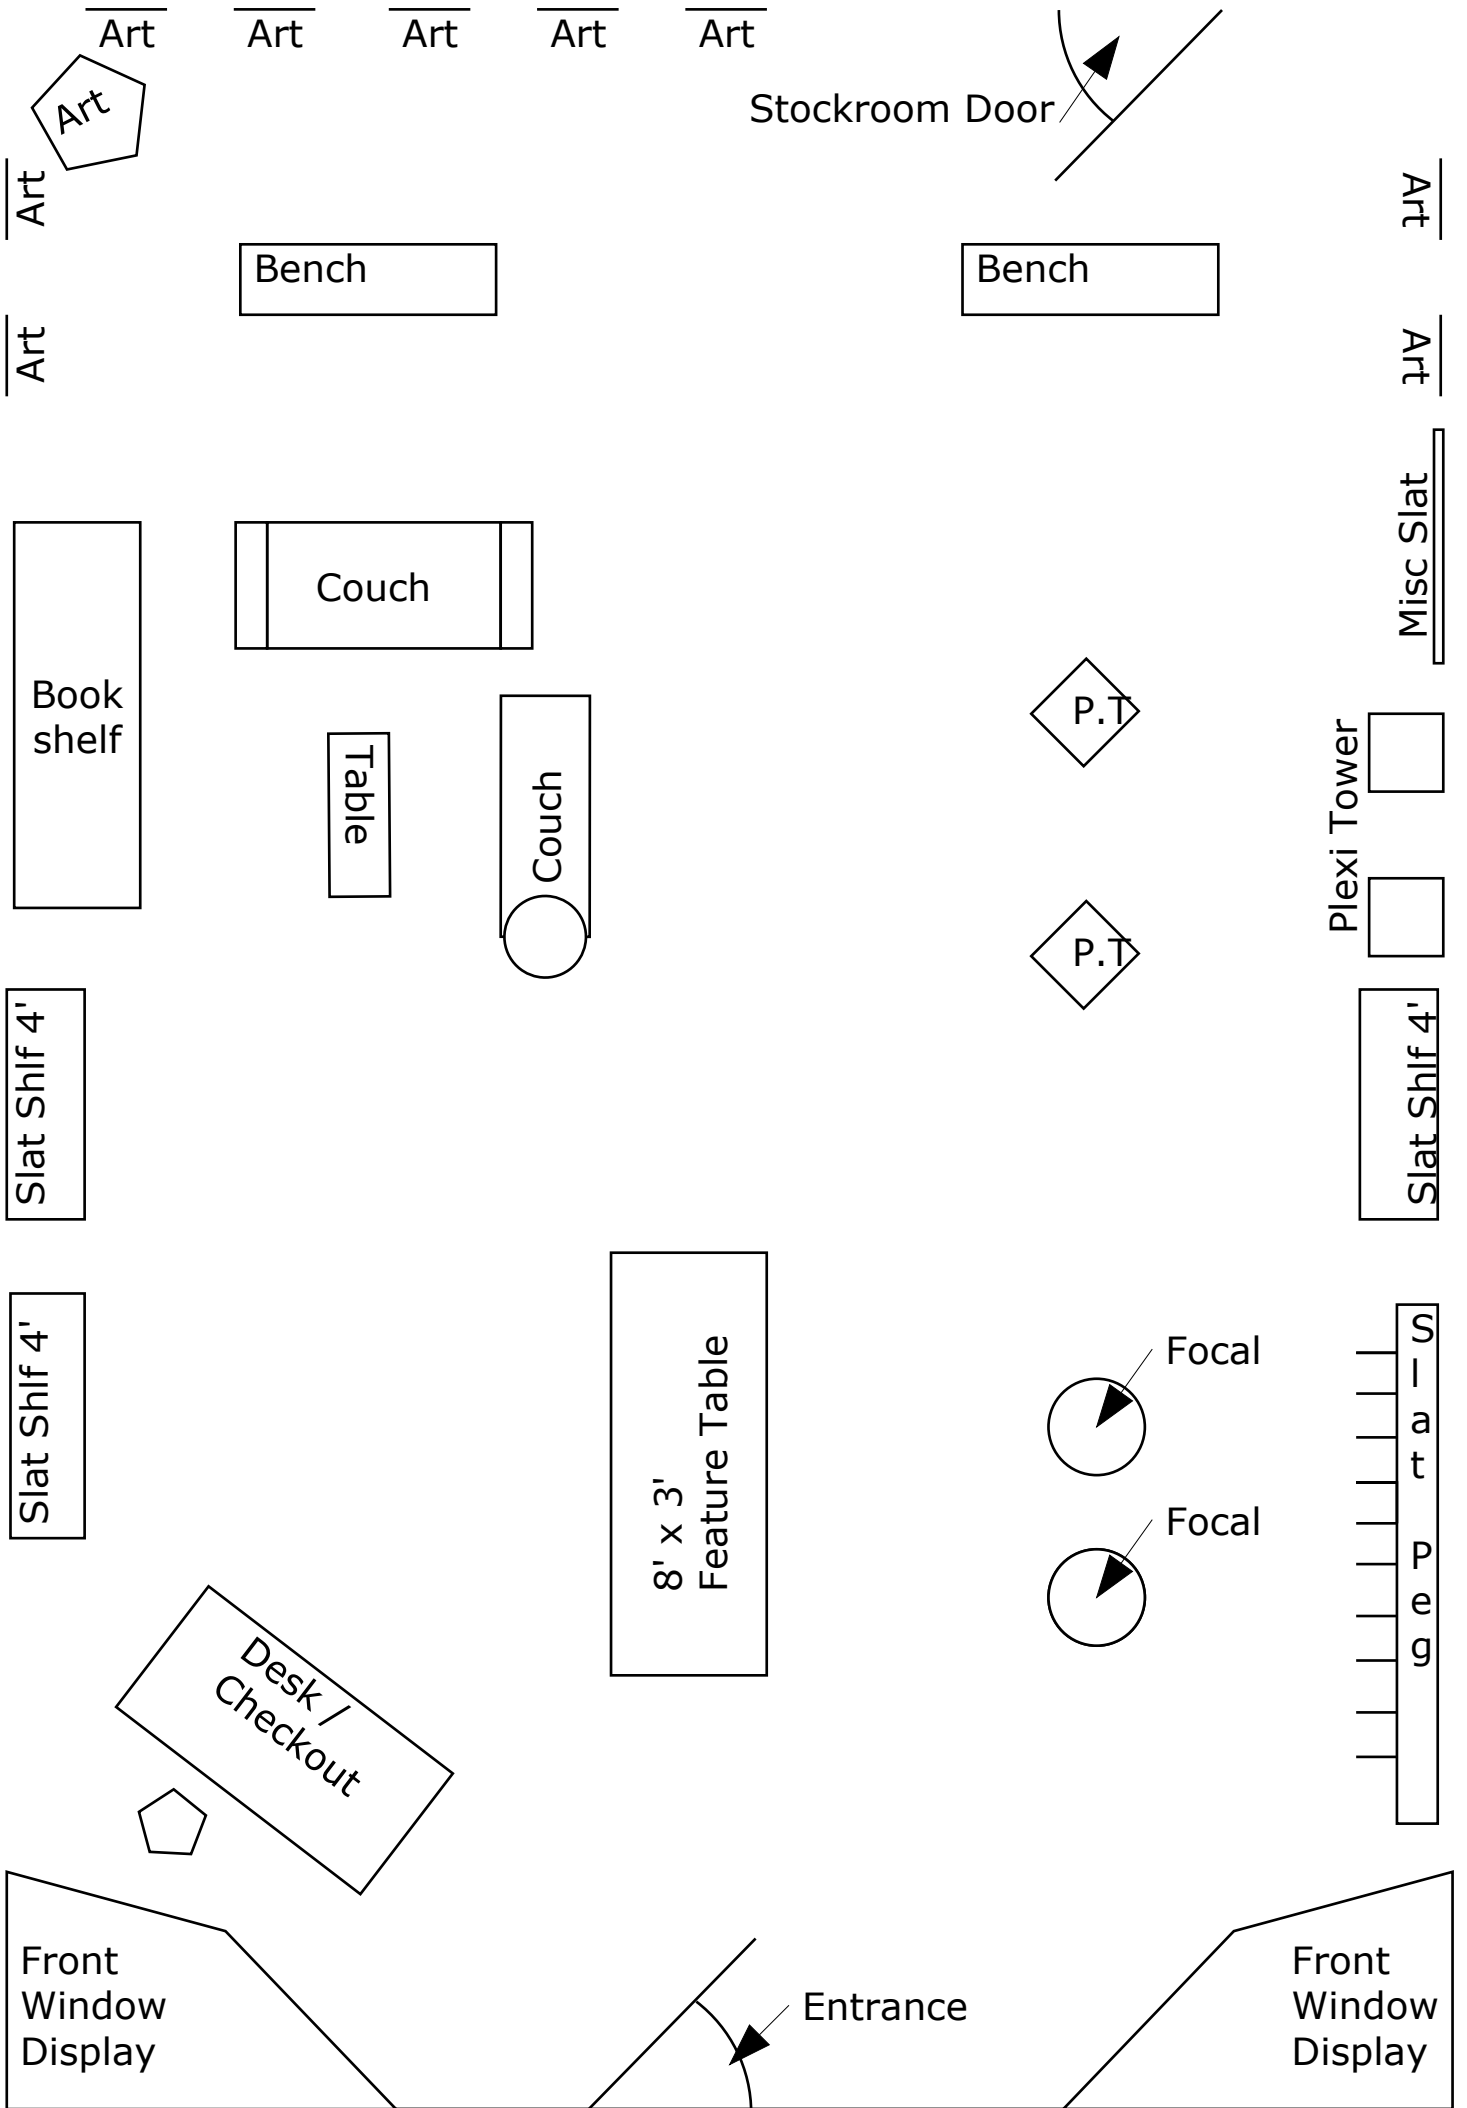 Art
Art
Art
Art
Art
Art
Stockroom Door
Art
Art
Bench
Bench
Art
Art
Misc Slat
Couch
Book
shelf
P.T
Table
Couch
Plexi Tower
P.T
Slat Shlf 4'
Slat Shlf 4'
Slat Shlf 4'
8' x 3'
Feature Table
Focal
Focal
Slat Peg
Desk /
Checkout
Front
Window
Display
Entrance
Front
Window
Display